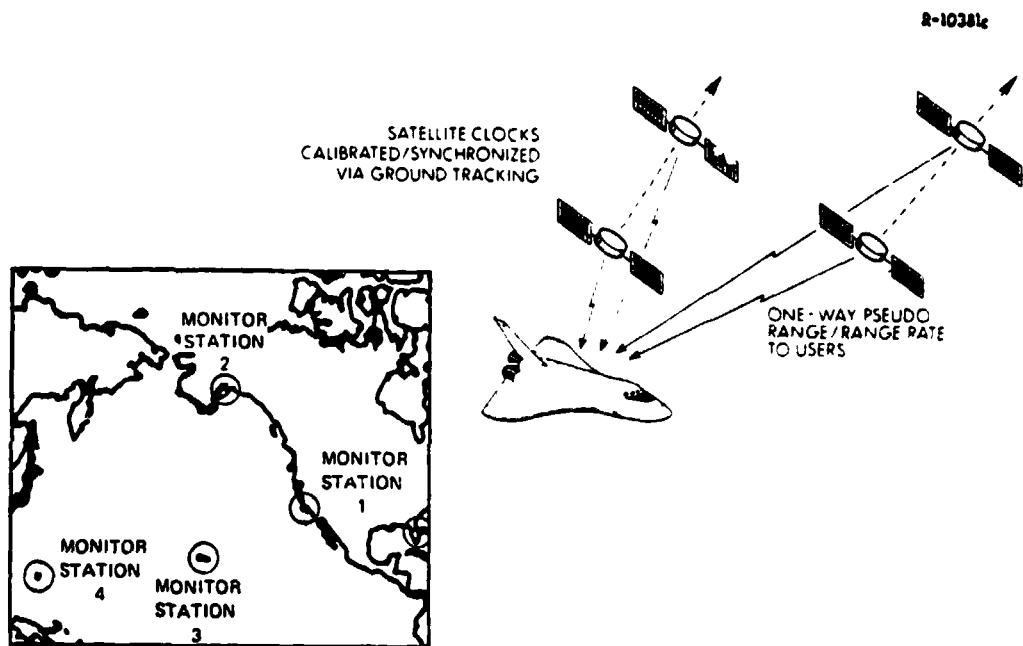 R-10381c
SATELLITE CLOCKS
CALIBRATED/SYNCHRONIZED
VIA GROUND TRACKING
ONE-WAY PSEUDO
RANGE/RANGE RATE
TO USERS
MONITOR
STATION
2
MONITOR
STATION
1
MONITOR
STATION
4
MONITOR
STATION
3